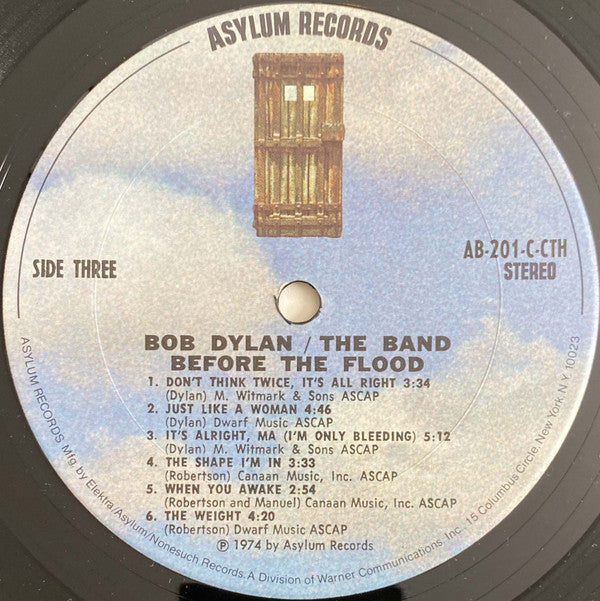 ASYLUM RECORDS
SIDE THREE
AB-201-C-CTH
STEREO
BOB DYLAN / THE BAND
BEFORE THE FLOOD
1. DON'T THINK TWICE, IT'S ALL RIGHT 3:34
(Dylan) M. Witmark & Sons ASCAP
2. JUST LIKE A WOMAN 4:46
(Dylan) Dwarf Music ASCAP
3. IT'S ALRIGHT, MA (I'M ONLY BLEEDING) 5:12
(Dylan) M. Witmark & Sons ASCAP
4. THE SHAPE I'M IN 3:33
(Robertson) Canaan Music, Inc. ASCAP
5. WHEN YOU AWAKE 2:54
(Robertson and Manuel) Canaan Music, Inc. ASCAP
6. THE WEIGHT 4:20
(Robertson) Dwarf Music ASCAP
℗ 1974 by Asylum Records
ASYLUM RECORDS Mfg. by Elektra/Asylum/Nonesuch Records. A Division of Warner Communications, Inc. 15 Columbus Circle, New York, N.Y. 10023